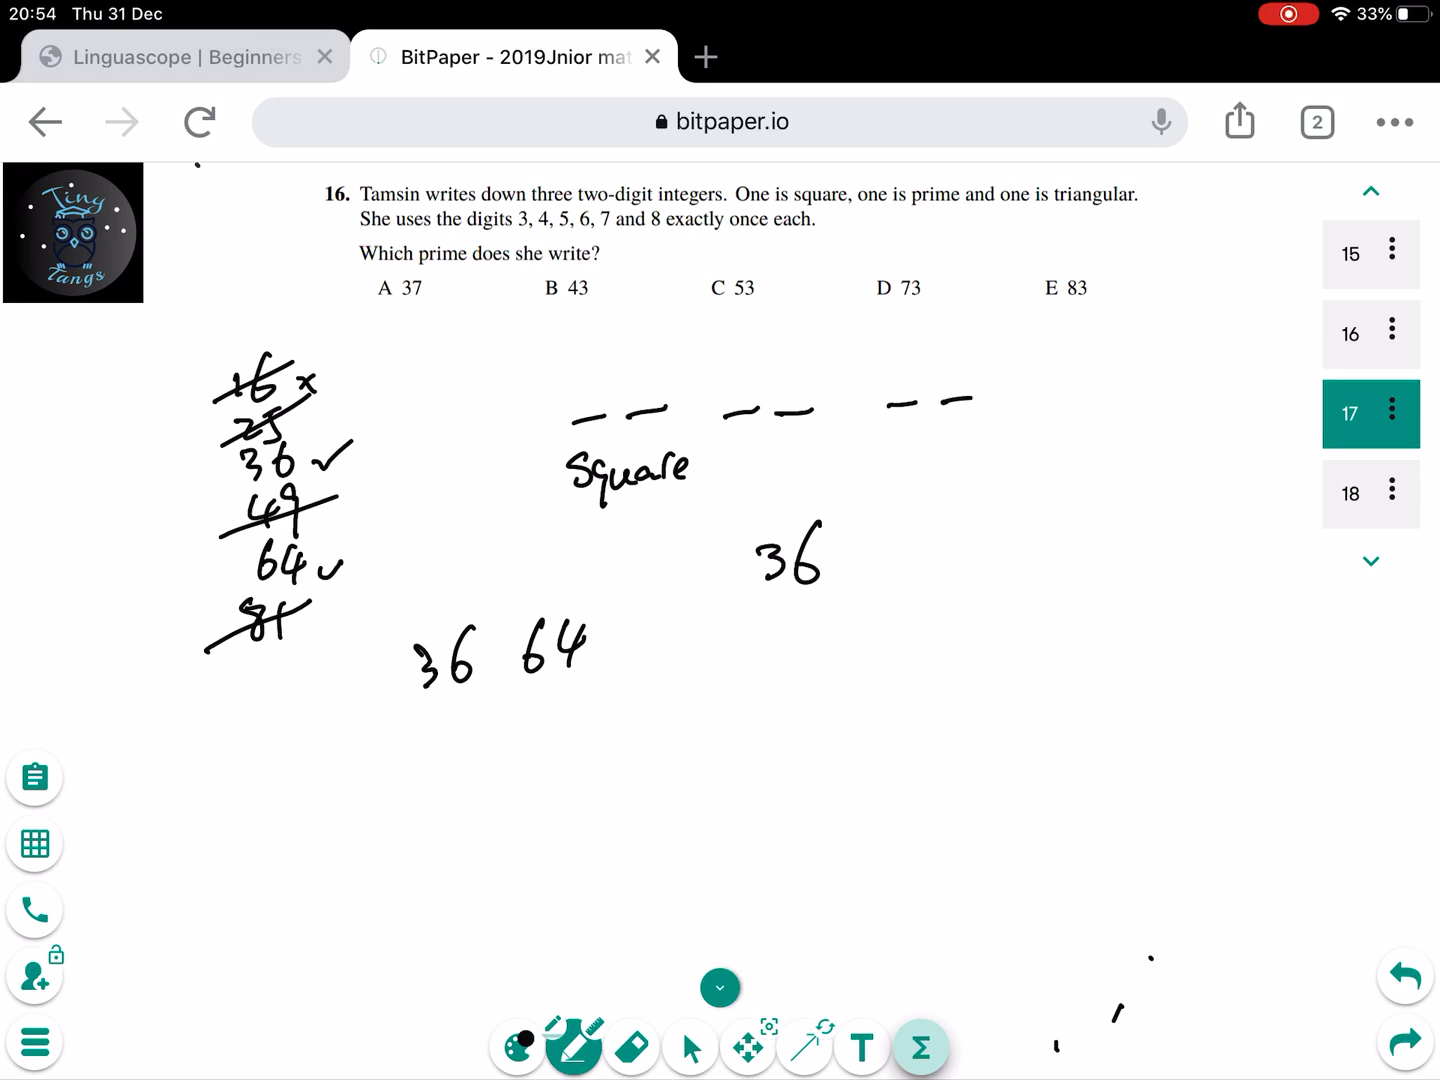 20:54 Thu 31 Dec 33%
Linguascope | Beginners
BitPaper - 2019Jnior mat
bitpaper.io
2
Tiny
Tangs
16. Tamsin writes down three two-digit integers. One is square, one is prime and one is triangular.
She uses the digits 3, 4, 5, 6, 7 and 8 exactly once each.
Which prime does she write?
A 37 B 43 C 53 D 73 E 83
15
16
17
18
16 x
25
36 ✓
49
64 ✓
81
square
36
36 64
T Σ